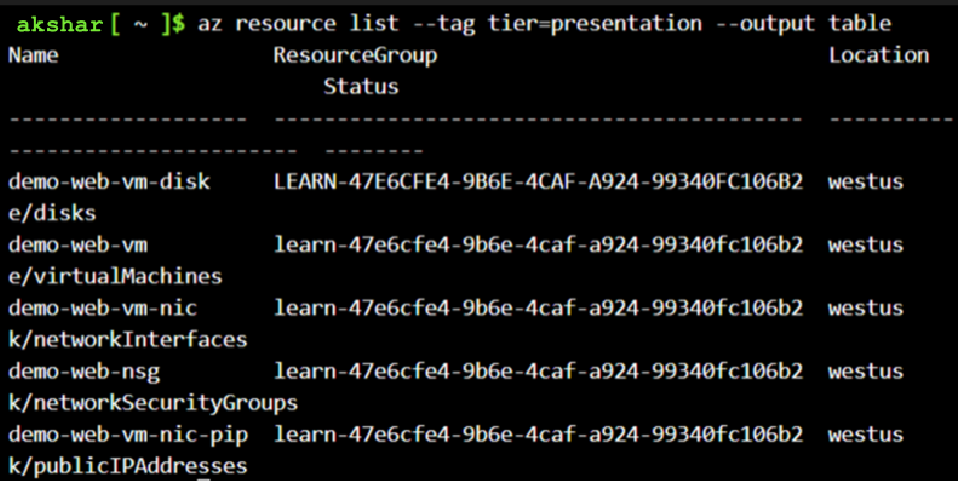 akshar [ ~ ]$ az resource list --tag tier=presentation --output table
Name ResourceGroup Location
Status
------------------- ------------------------------------------ ----------
----------------------- --------
demo-web-vm-disk LEARN-47E6CFE4-9B6E-4CAF-A924-99340FC106B2 westus
e/disks
demo-web-vm learn-47e6cfe4-9b6e-4caf-a924-99340fc106b2 westus
e/virtualMachines
demo-web-vm-nic learn-47e6cfe4-9b6e-4caf-a924-99340fc106b2 westus
k/networkInterfaces
demo-web-nsg learn-47e6cfe4-9b6e-4caf-a924-99340fc106b2 westus
k/networkSecurityGroups
demo-web-vm-nic-pip learn-47e6cfe4-9b6e-4caf-a924-99340fc106b2 westus
k/publicIPAddresses